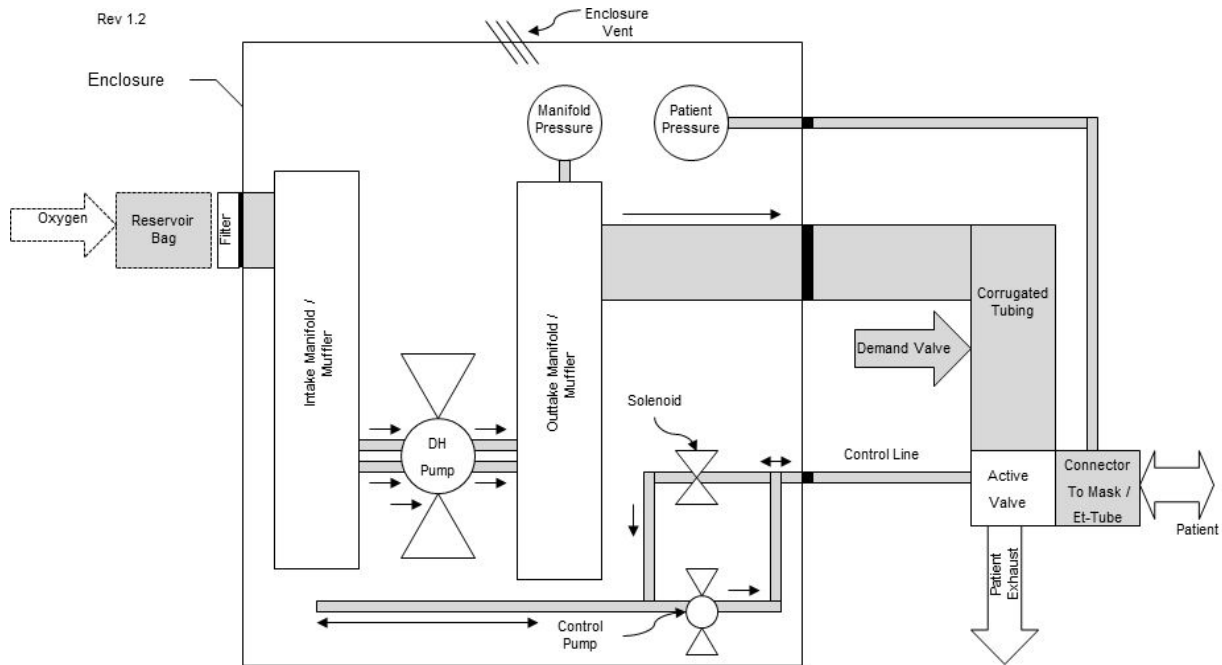 Rev 1.2
Enclosure
Vent
Enclosure
Manifold
Pressure
Patient
Pressure
Oxygen
Reservoir
Bag
Filter
Intake Manifold /
Muffler
Outtake Manifold /
Muffler
Corrugated
Tubing
Demand Valve
DH
Pump
Solenoid
Control Line
Active
Valve
Connector
To Mask /
Et-Tube
Patient
Patient
Exhaust
Control
Pump